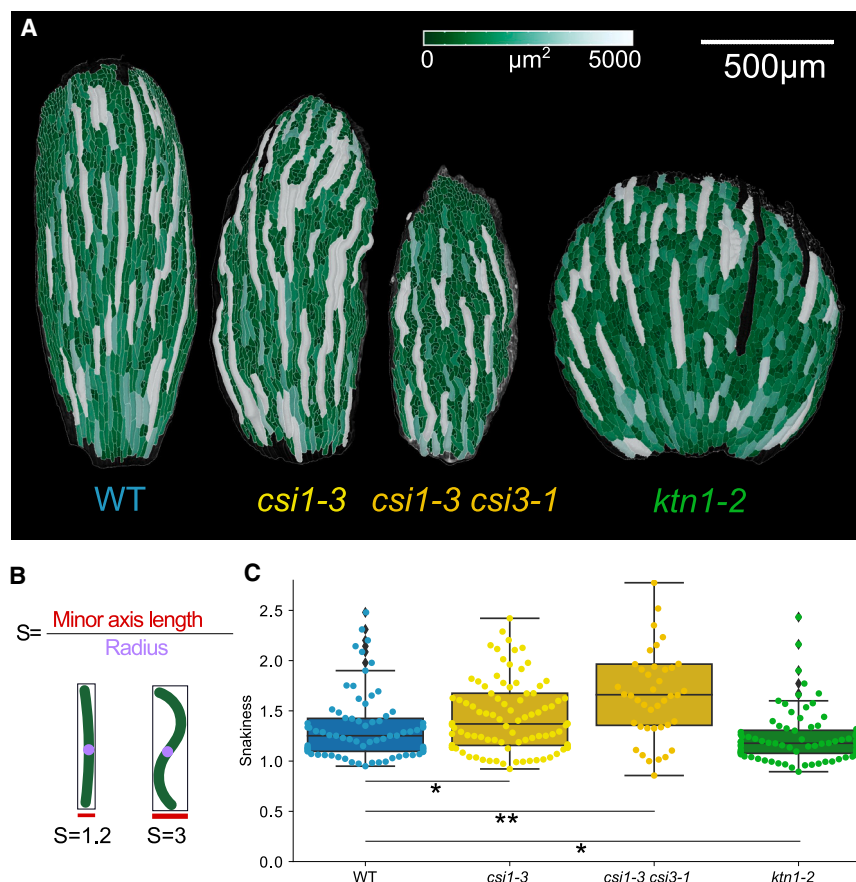 A
0 μm² 5000
500μm
WT csi1-3 csi1-3 csi3-1 ktn1-2
B
S= Minor axis length
Radius
S=1.2 S=3
C
Snakiness
2.5
2.0
1.5
1.0
0.5
0.0
*
**
*
WT csi1-3 csi1-3 csi3-1 ktn1-2